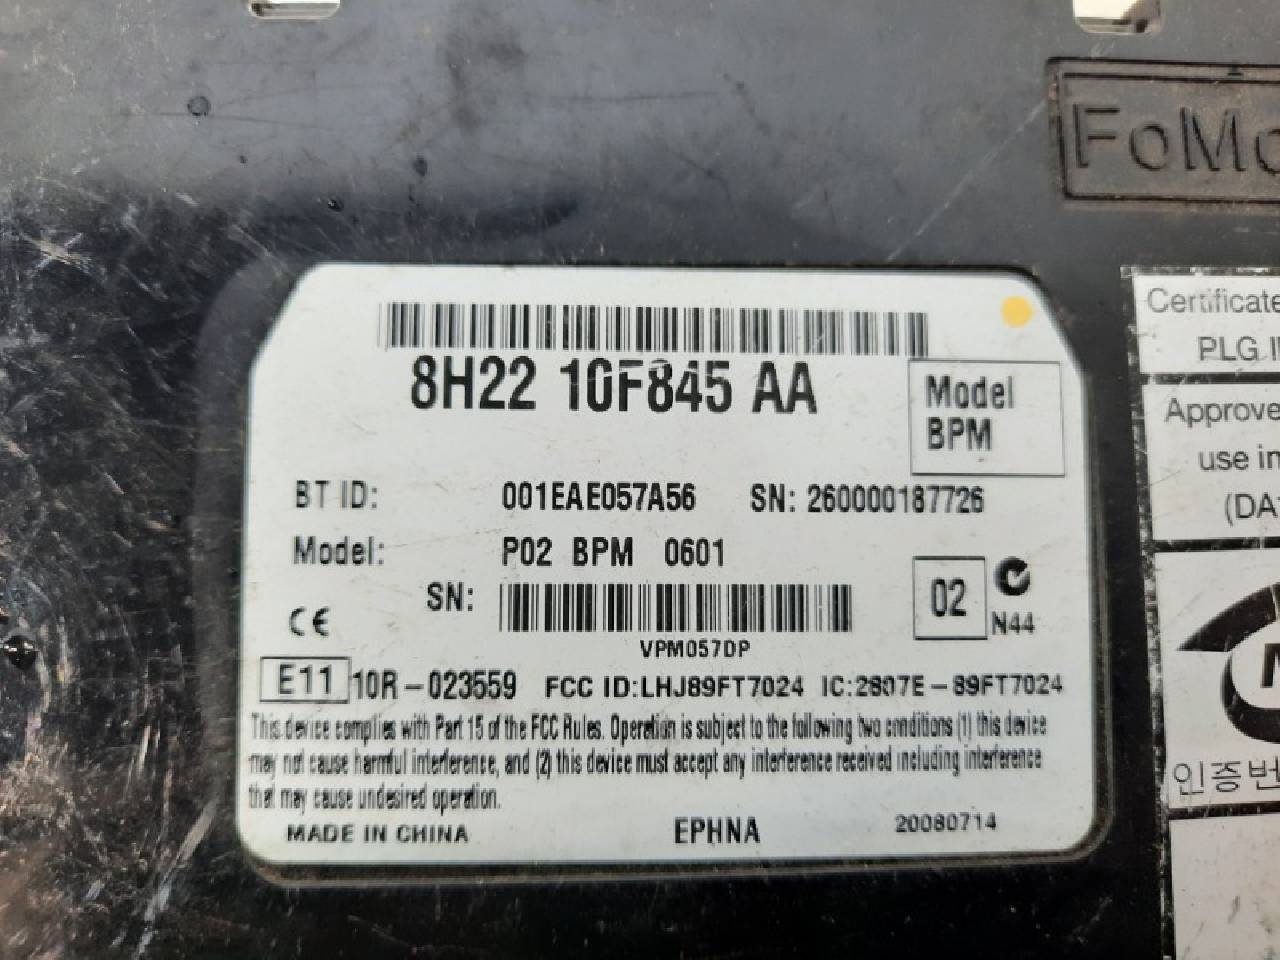 FoMo
8H22 10F845 AA
Model
BPM
BT ID: 001EAE057A56 SN: 260000187726
Model: P02 BPM 0601
SN:
VPM057DP
02
N44
CE
E11 10R-023559 FCC ID:LHJ89FT7024 IC:2807E-89FT7024
This device complies with Part 15 of the FCC Rules. Operation is subject to the following two conditions (1) this device
may not cause harmful interference, and (2) this device must accept any interference received including interference
that may cause undesired operation.
MADE IN CHINA EPHNA 20080714
Certificate
PLG
Approve
use in
(DA
인증번